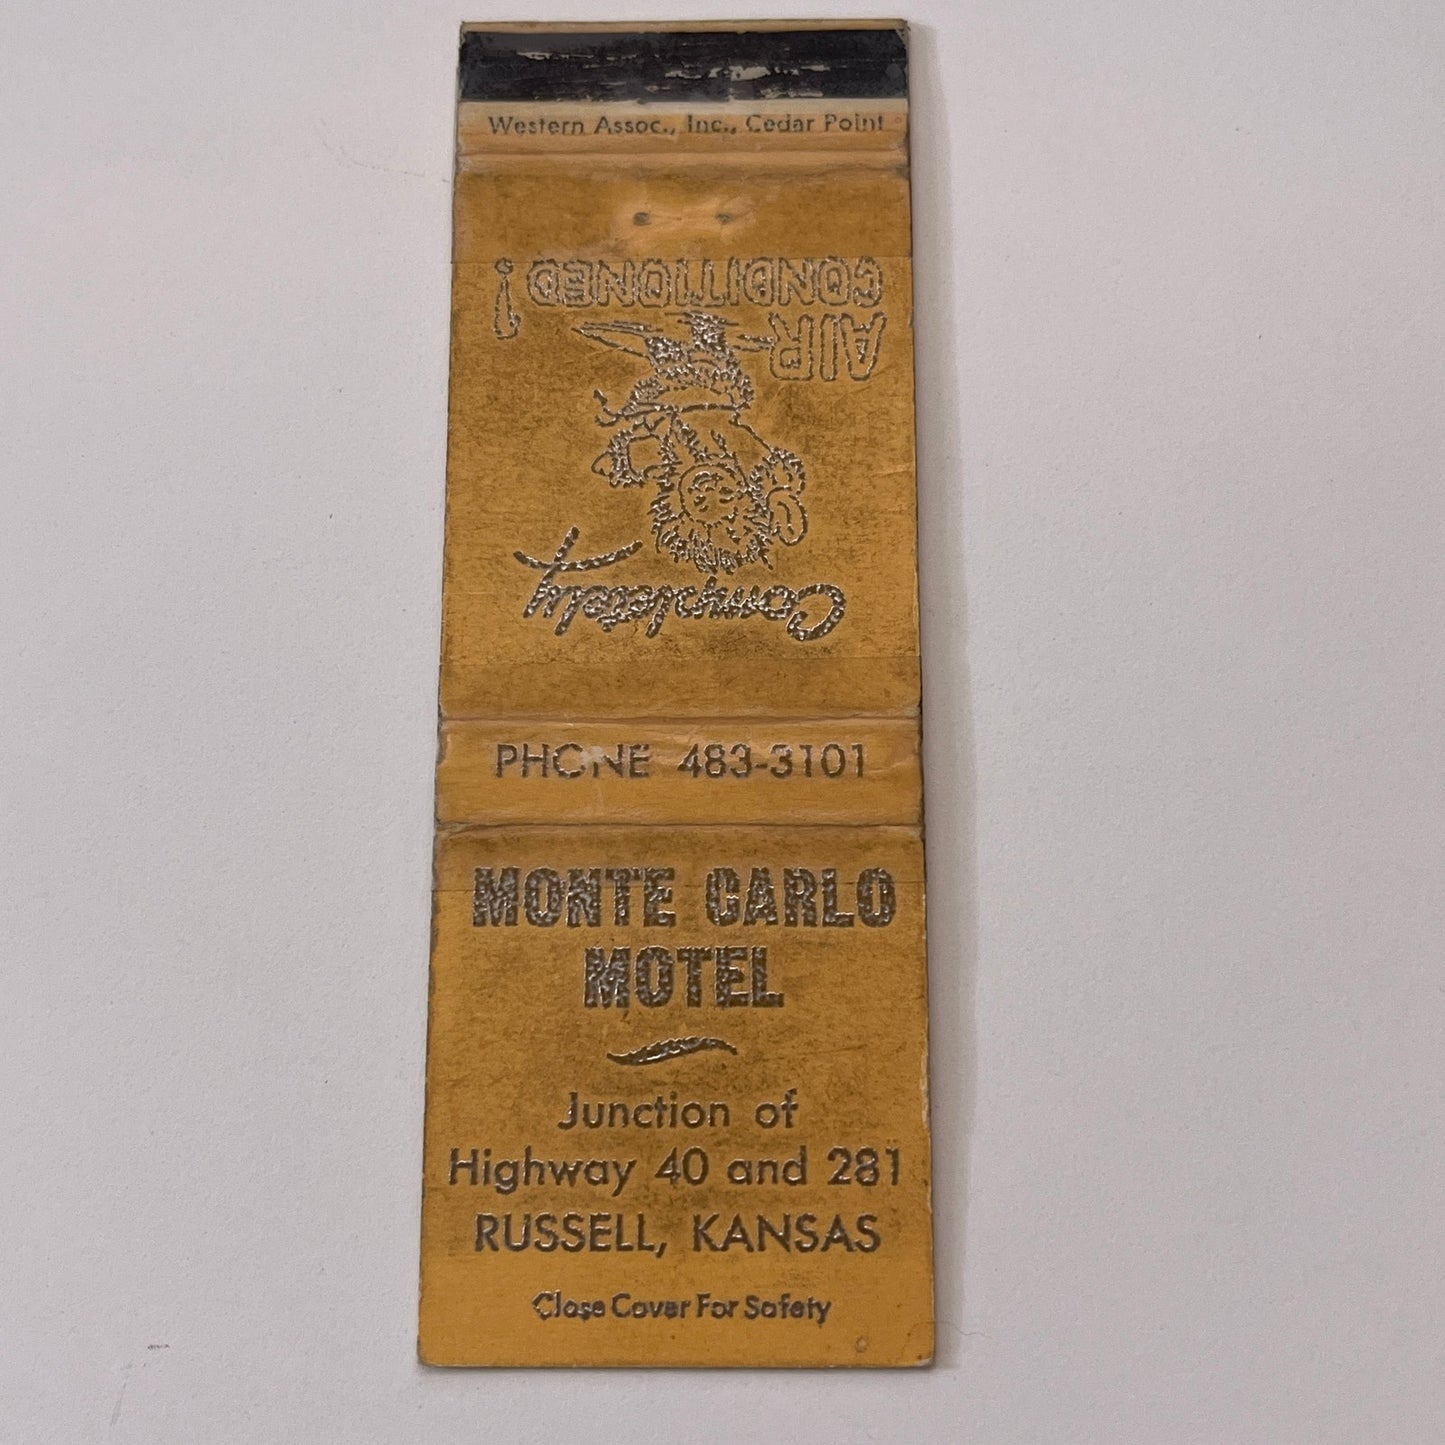 Western Assoc., Inc., Cedar Point
Completely
AIR
CONDITIONED!
PHONE 483-3101
MONTE CARLO
MOTEL
Junction of
Highway 40 and 281
RUSSELL, KANSAS
Close Cover For Safety